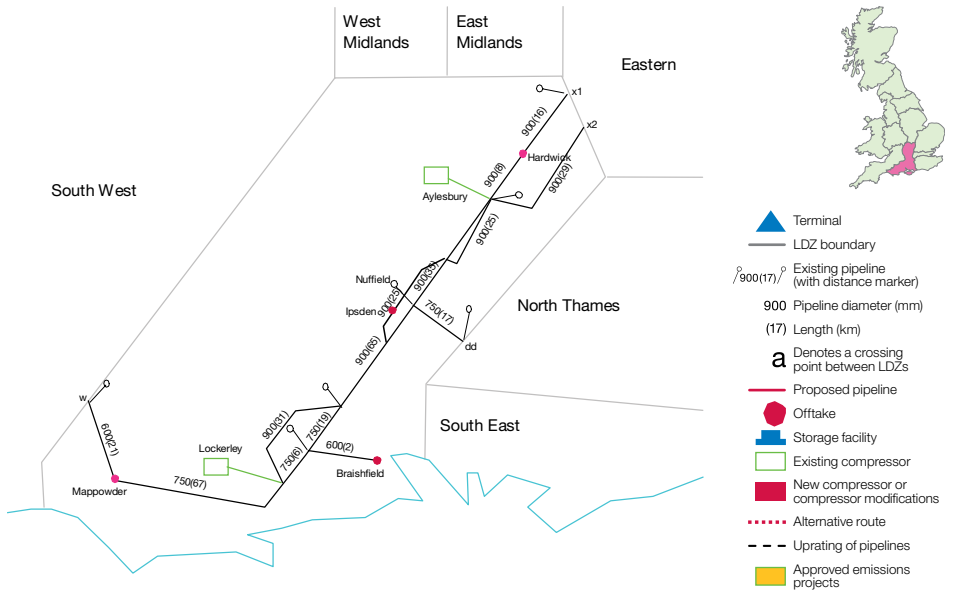 West
Midlands
East
Midlands
Eastern
x1
900(16)
x2
Hardwick
900(8)
900(29)
Aylesbury
South West
900(25)
900(35)
Nuffield
900(25)
Ipsden
750(17)
North Thames
dd
900(65)
w
900(31)
750(19)
South East
600(21)
Lockerley
750(6)
600(2)
Braishfield
750(67)
Mappowder
Terminal
LDZ boundary
900(17)
Existing pipeline
(with distance marker)
900 Pipeline diameter (mm)
(17) Length (km)
a Denotes a crossing
point between LDZs
Proposed pipeline
Offtake
Storage facility
Existing compressor
New compressor or
compressor modifications
Alternative route
Uprating of pipelines
Approved emissions
projects